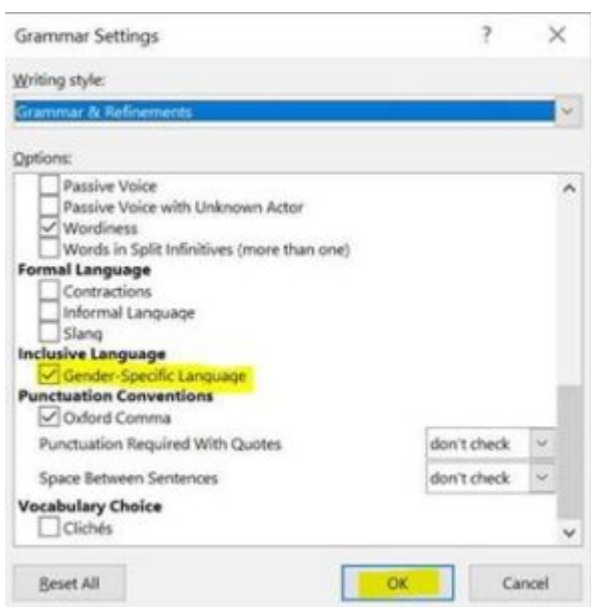 Grammar Settings ? ×
Writing style:
Grammar & Refinements
Options:
Passive Voice
Passive Voice with Unknown Actor
Wordiness
Words in Split Infinitives (more than one)
Formal Language
Contractions
Informal Language
Slang
Inclusive Language
Gender-Specific Language
Punctuation Conventions
Oxford Comma
Punctuation Required With Quotes don't check
Space Between Sentences don't check
Vocabulary Choice
Clichés
Reset All OK Cancel